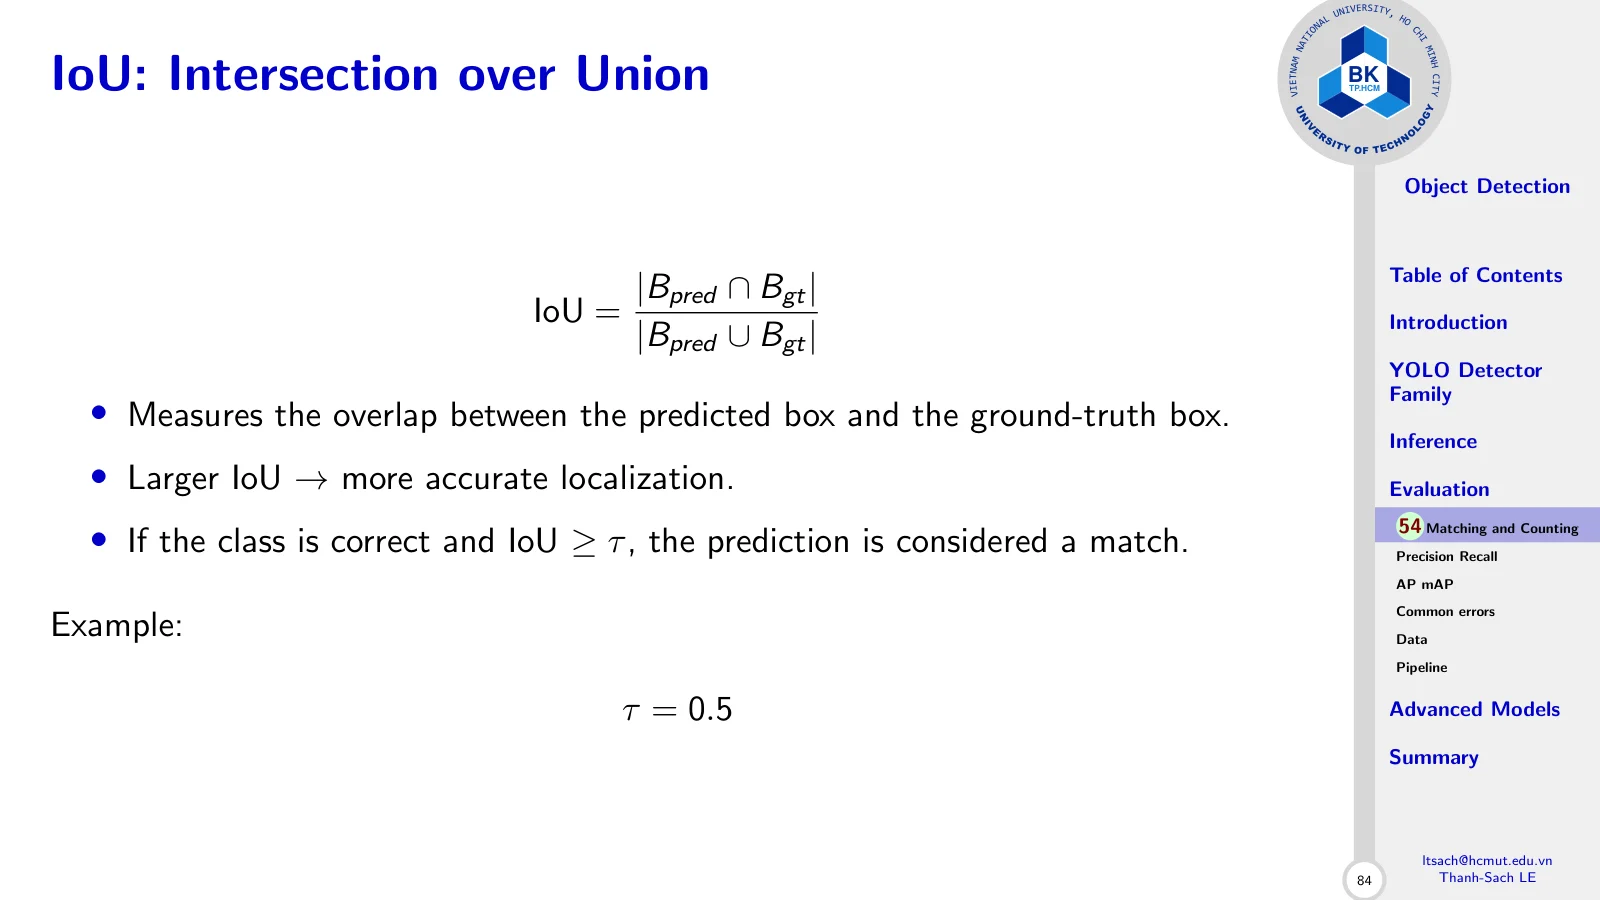 IoU: Intersection over Union
IoU = |B_pred ∩ B_gt| / |B_pred ∪ B_gt|
• Measures the overlap between the predicted box and the ground-truth box.
• Larger IoU → more accurate localization.
• If the class is correct and IoU ≥ τ, the prediction is considered a match.
Example:
τ = 0.5
VIETNAM NATIONAL UNIVERSITY, HO CHI MINH CITY
BK
TP.HCM
UNIVERSITY OF TECHNOLOGY
Object Detection
Table of Contents
Introduction
YOLO Detector
Family
Inference
Evaluation
54 Matching and Counting
Precision Recall
AP mAP
Common errors
Data
Pipeline
Advanced Models
Summary
ltsach@hcmut.edu.vn
Thanh-Sach LE
84